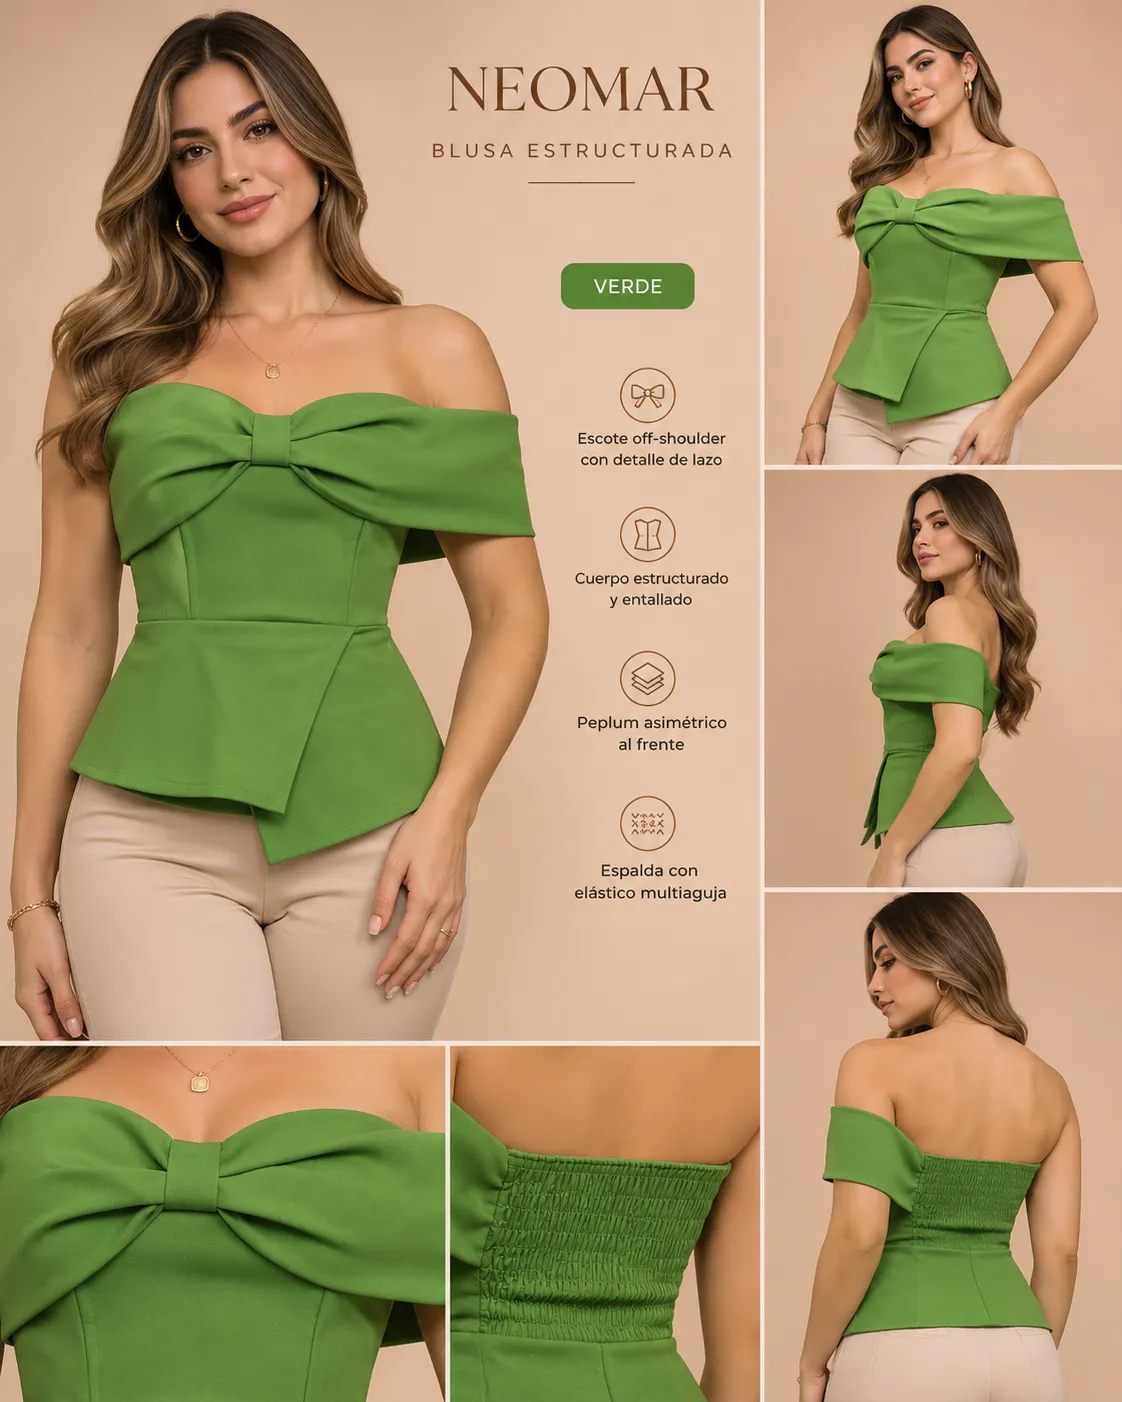 NEOMAR
BLUSA ESTRUCTURADA
VERDE
Escote off-shoulder
con detalle de lazo
Cuerpo estructurado
y entallado
Peplum asimétrico
al frente
Espalda con
elástico multiaguja